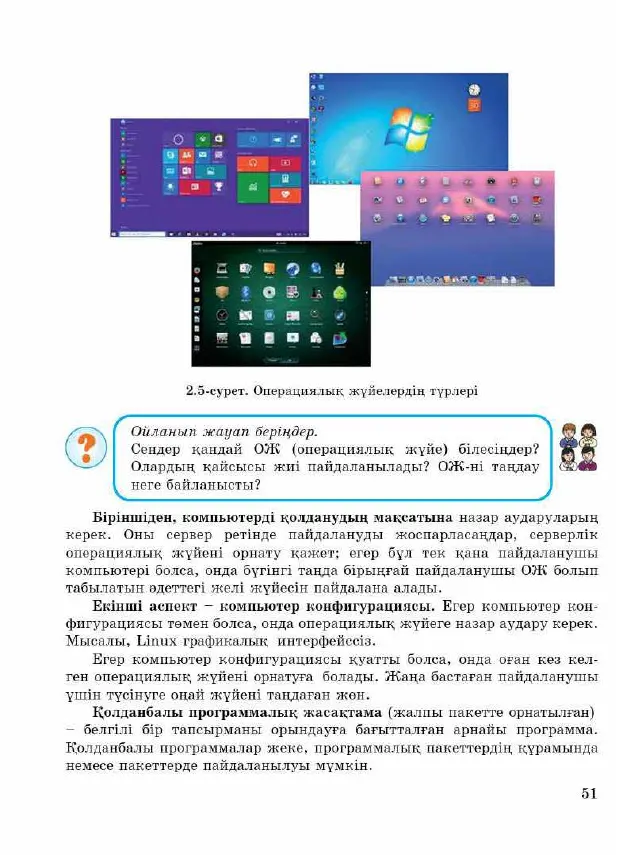 2.5-сурет. Операциялық жүйелердің түрлері
Ойланып жауап беріңдер.
Сендер қандай ОЖ (операциялық жүйе) білесіңдер?
Олардың қайсысы жиі пайдаланылады? ОЖ-ні таңдау
неге байланысты?
Біріншіден, компьютерді қолданудың мақсатына назар аударуларың
керек. Оны сервер ретінде пайдалануды жоспарласаңдар, серверлік
операциялық жүйені орнату қажет; егер бұл тек қана пайдаланушы
компьютері болса, онда бүгінгі таңда бірыңғай пайдаланушы ОЖ болып
табылатын әдеттегі желі жүйесін пайдалана алады.
Екінші аспект – компьютер конфигурациясы. Егер компьютер кон-
фигурациясы төмен болса, онда операциялық жүйеге назар аудару керек.
Мысалы, Linux графикалық интерфейссіз.
Егер компьютер конфигурациясы қуатты болса, онда оған кез кел-
ген операциялық жүйені орнатуға болады. Жаңа бастаған пайдаланушы
үшін түсінуге оңай жүйені таңдаған жөн.
Қолданбалы программалық жасақтама (жалпы пакетте орнатылған)
– белгілі бір тапсырманы орындауға бағытталған арнайы программа.
Қолданбалы программалар жеке, программалық пакеттердің құрамында
немесе пакеттерде пайдаланылуы мүмкін.
51